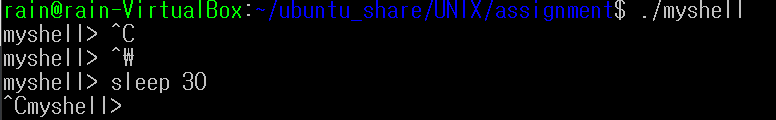 rain@rain-VirtualBox:~/ubuntu_share/UNIX/assignment$ ./myshell
myshell> ^C
myshell> ^₩
myshell> sleep 30
^Cmyshell>